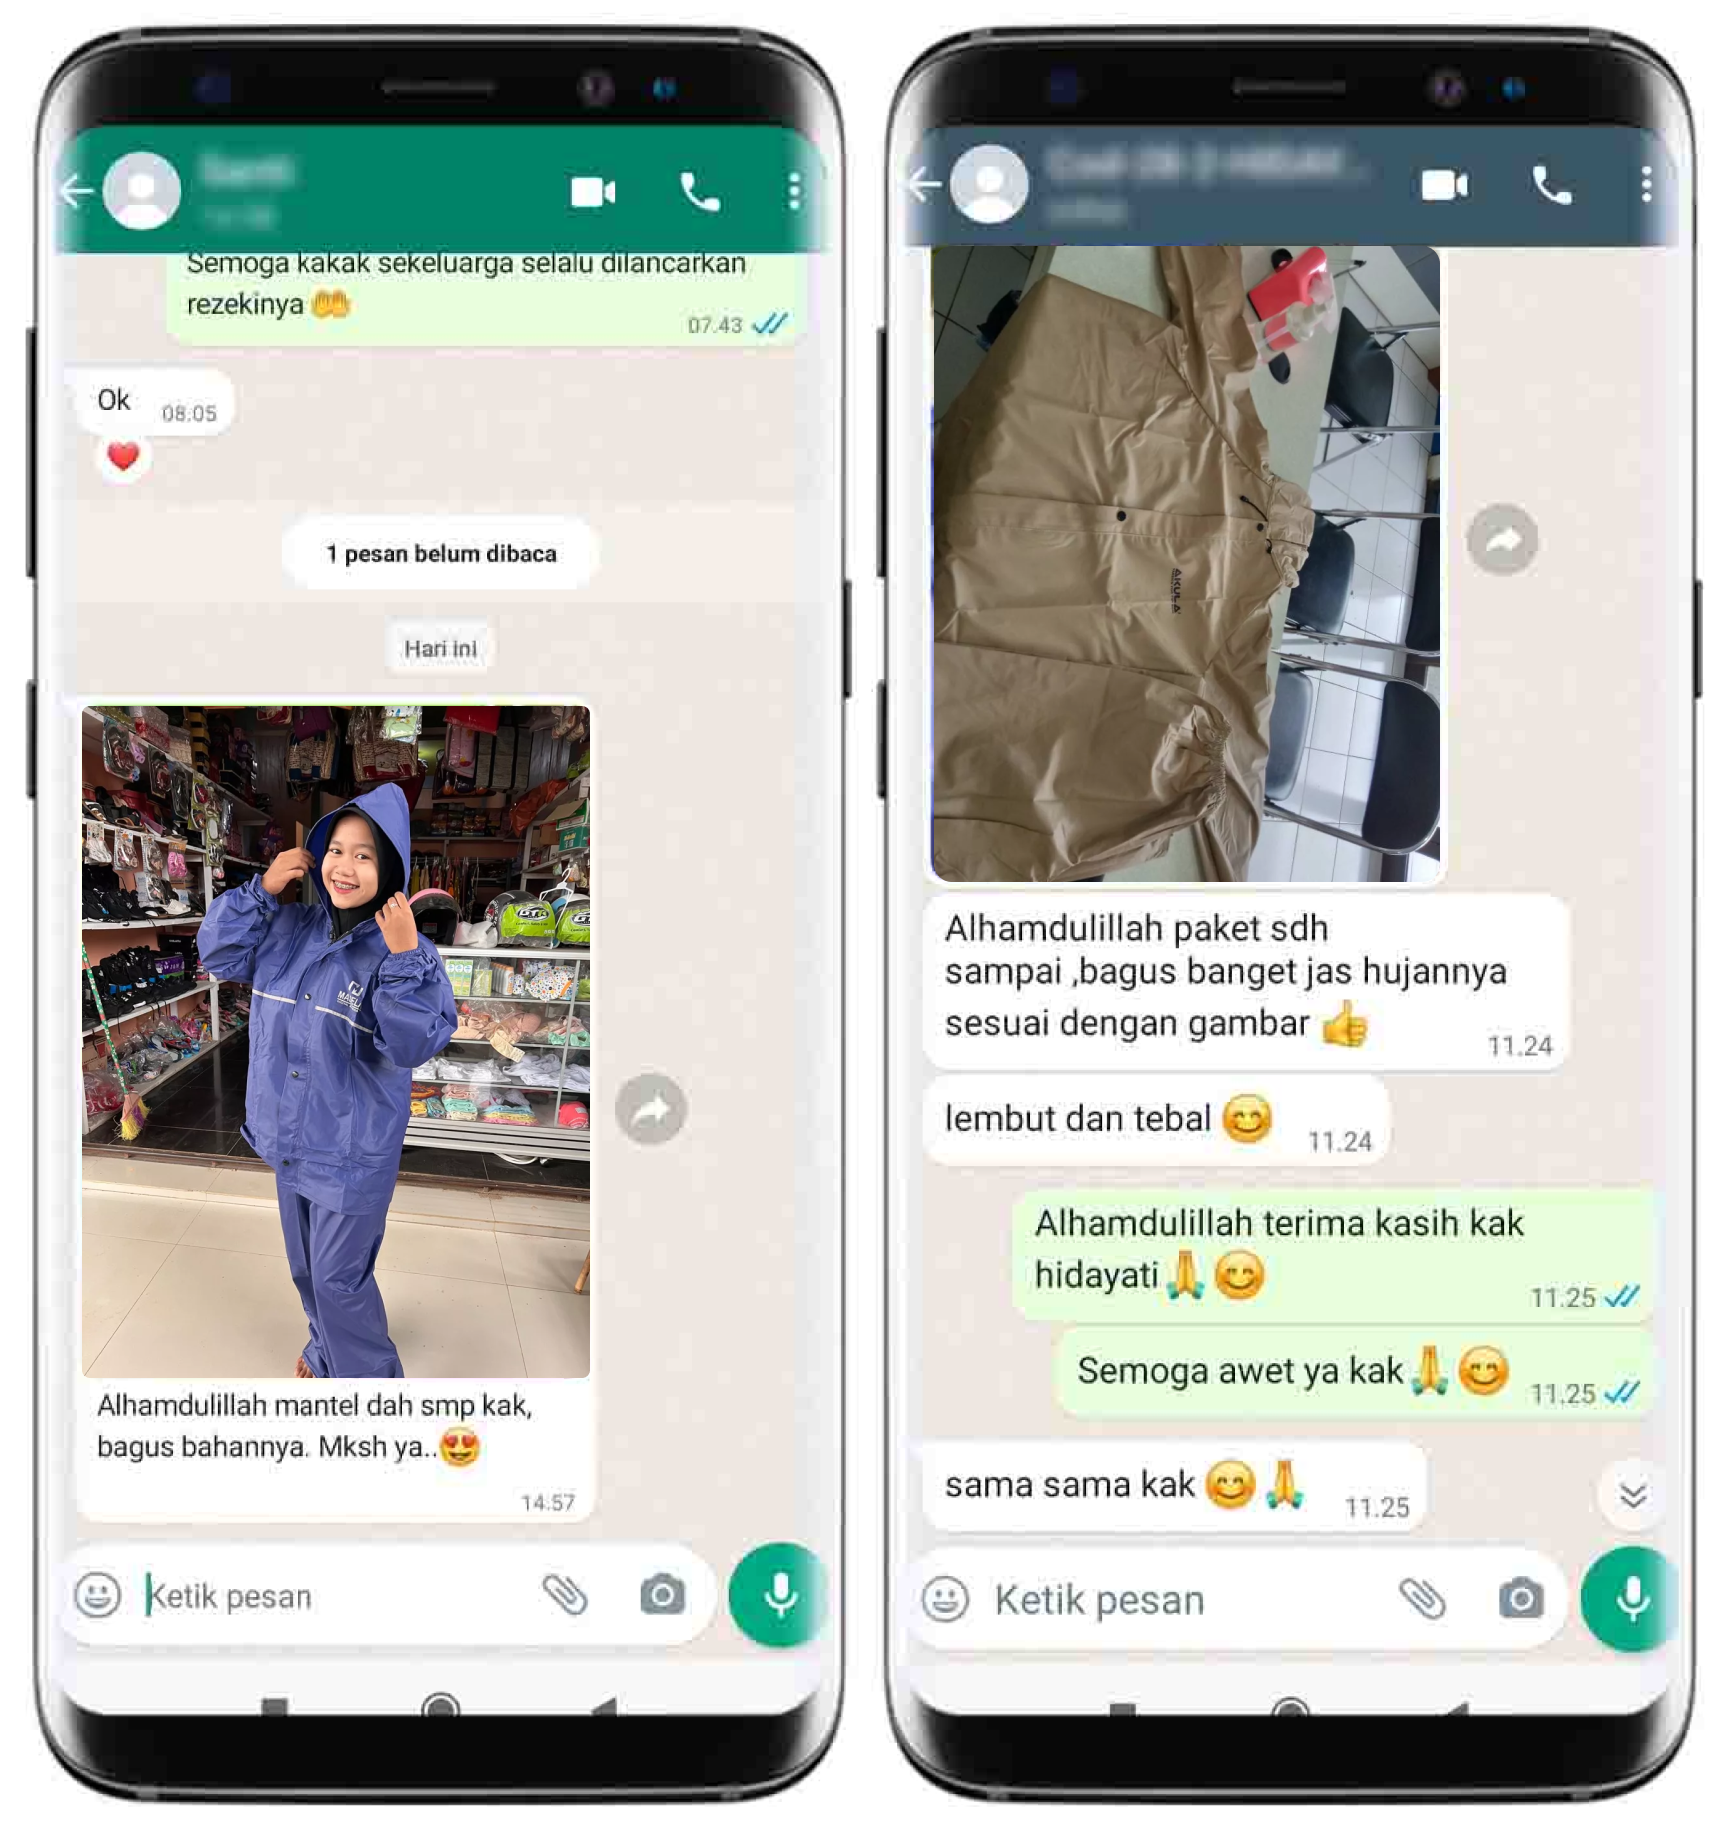 Semoga kakak sekeluarga selalu dilancarkan
rezekinya 🤲
07.43
Ok
08.05
1 pesan belum dibaca
Hari ini
Alhamdulillah mantel dah smp kak,
bagus bahannya. Mksh ya..😍
14.57
Ketik pesan
AKULA
Alhamdulillah paket sdh
sampai ,bagus banget jas hujannya
sesuai dengan gambar 👍
11.24
lembut dan tebal 😊
11.24
Alhamdulillah terima kasih kak
hidayati🙏😊
11.25
Semoga awet ya kak🙏😊
11.25
sama sama kak 😊🙏
11.25
Ketik pesan